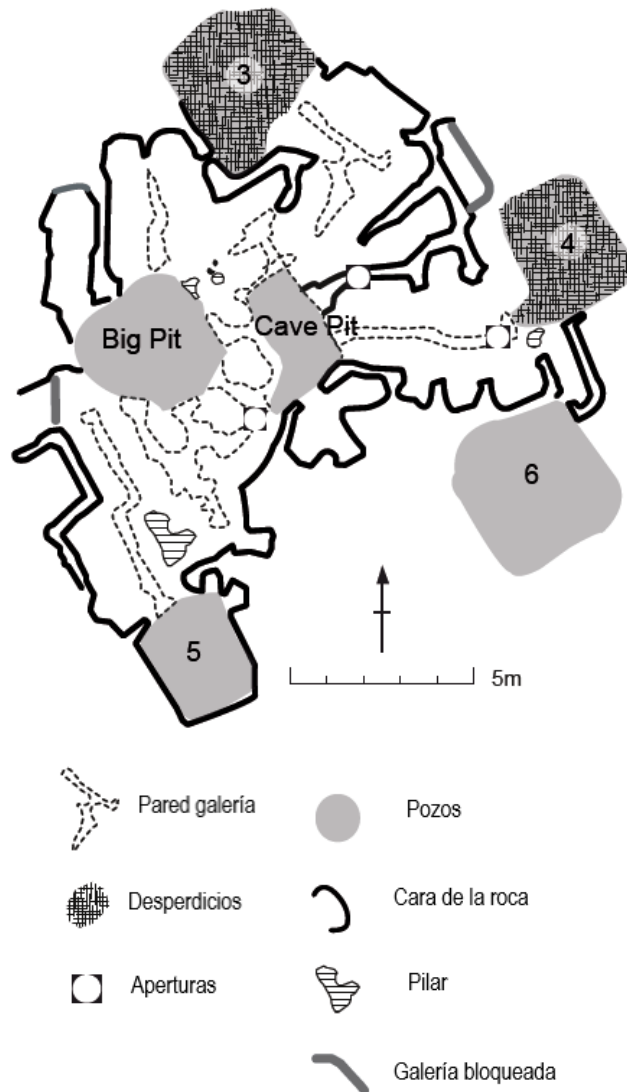 3
4
Big Pit
Cave Pit
6
5
5m
Pared galería
Pozos
Desperdicios
Cara de la roca
Aperturas
Pilar
Galería bloqueada